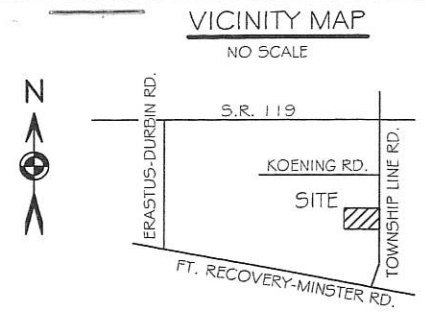 VICINITY MAP
NO SCALE
N
ERASTUS-DURBIN RD.
S.R. 119
KOENING RD.
SITE
TOWNSHIP LINE RD.
FT. RECOVERY-MINSTER RD.